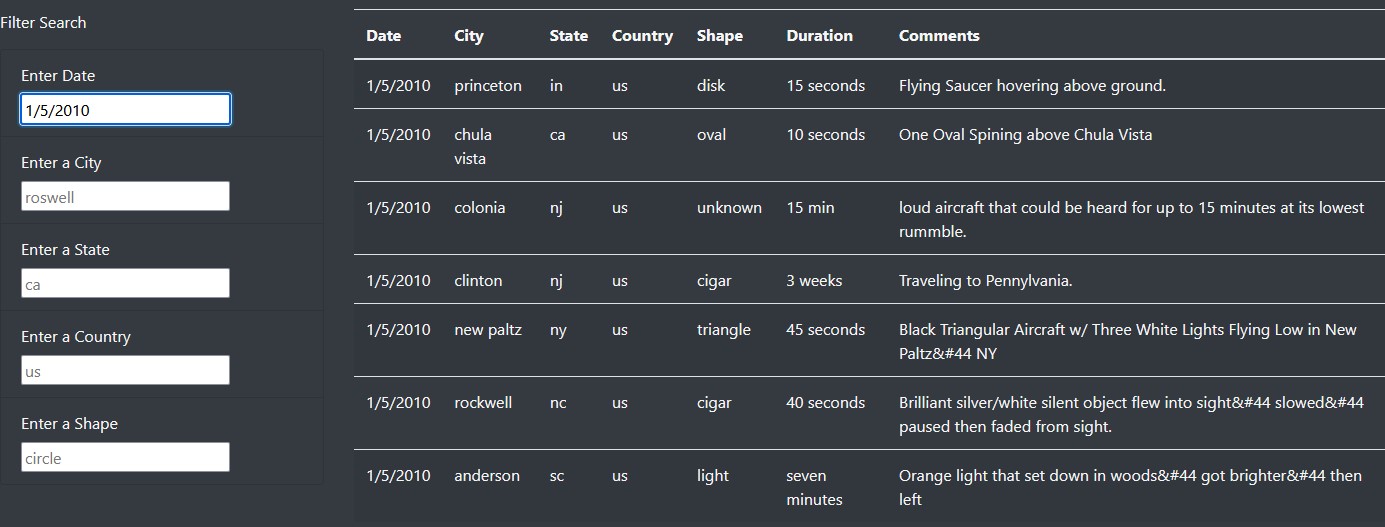 Filter Search
Enter Date
1/5/2010
Enter a City
roswell
Enter a State
ca
Enter a Country
us
Enter a Shape
circle
Date City State Country Shape Duration Comments
1/5/2010 princeton in us disk 15 seconds Flying Saucer hovering above ground.
1/5/2010 chula ca us oval 10 seconds One Oval Spining above Chula Vista
vista
1/5/2010 colonia nj us unknown 15 min loud aircraft that could be heard for up to 15 minutes at its lowest
rummble.
1/5/2010 clinton nj us cigar 3 weeks Traveling to Pennylvania.
1/5/2010 new paltz ny us triangle 45 seconds Black Triangular Aircraft w/ Three White Lights Flying Low in New
Paltz&#44 NY
1/5/2010 rockwell nc us cigar 40 seconds Brilliant silver/white silent object flew into sight&#44 slowed&#44
paused then faded from sight.
1/5/2010 anderson sc us light seven Orange light that set down in woods&#44 got brighter&#44 then
minutes left